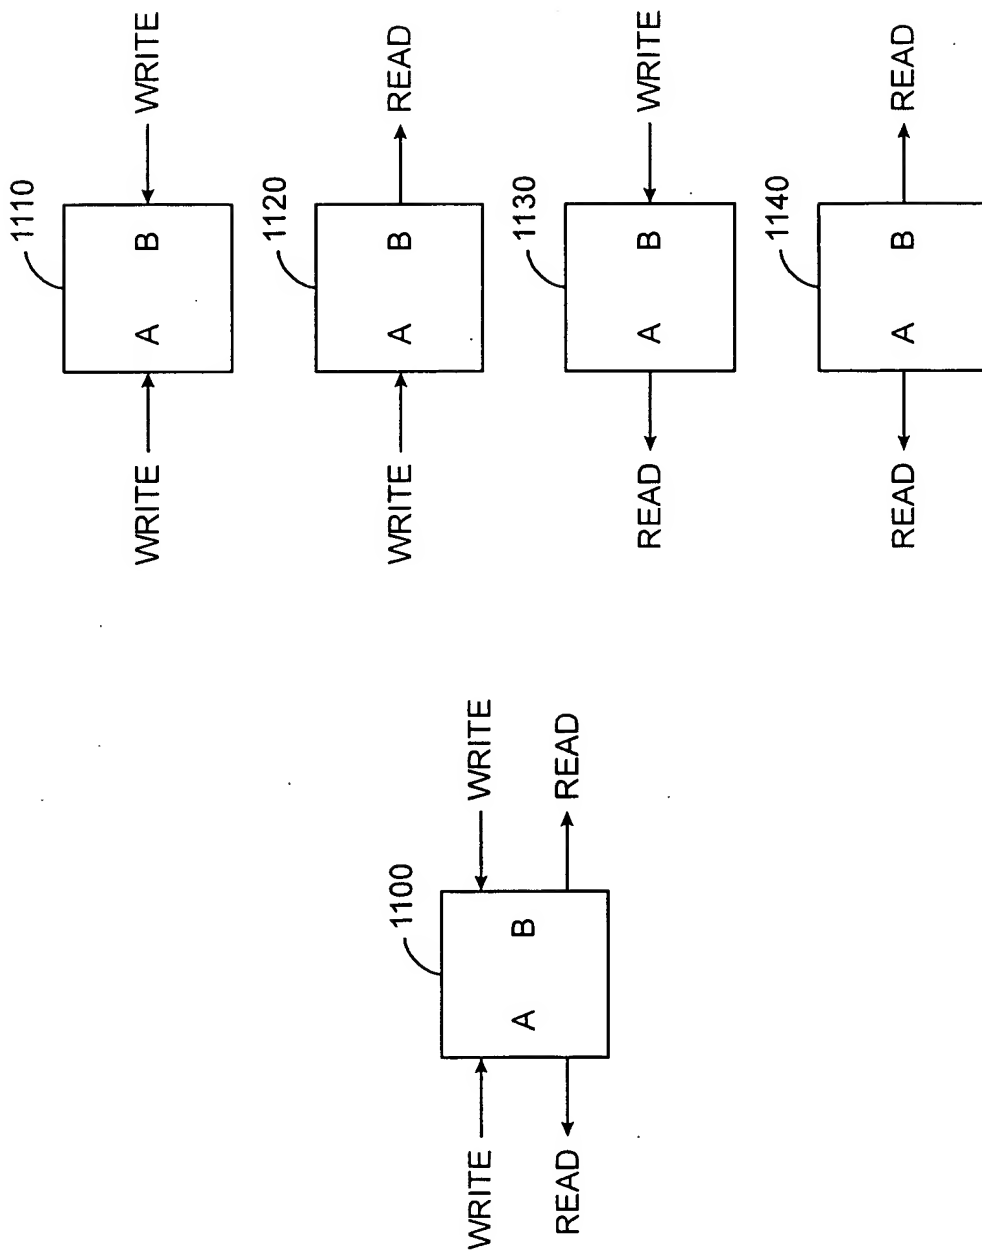 1100
WRITE A B WRITE
READ READ
1110
WRITE A B WRITE
1120
WRITE A B READ
1130
READ A B WRITE
1140
READ A B READ